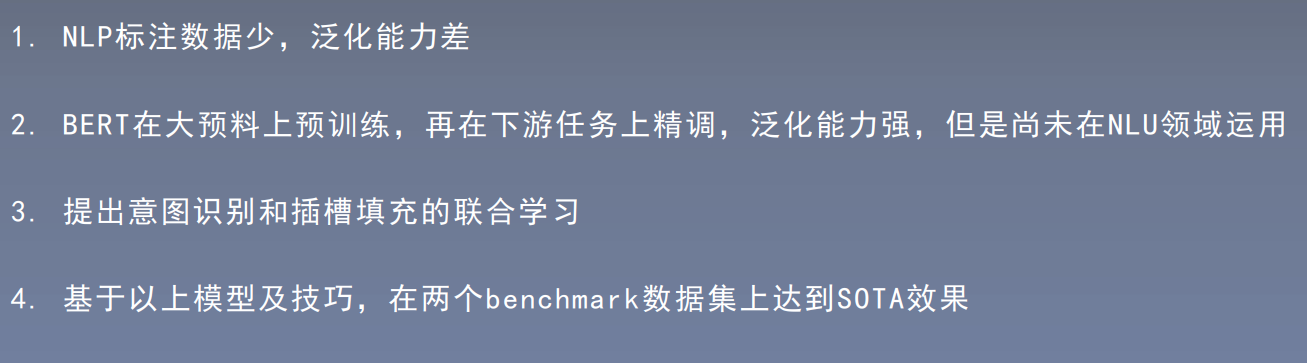 1. NLP标注数据少，泛化能力差
2. BERT在大预料上预训练，再在下游任务上精调，泛化能力强，但是尚未在NLU领域运用
3. 提出意图识别和插槽填充的联合学习
4. 基于以上模型及技巧，在两个benchmark数据集上达到SOTA效果